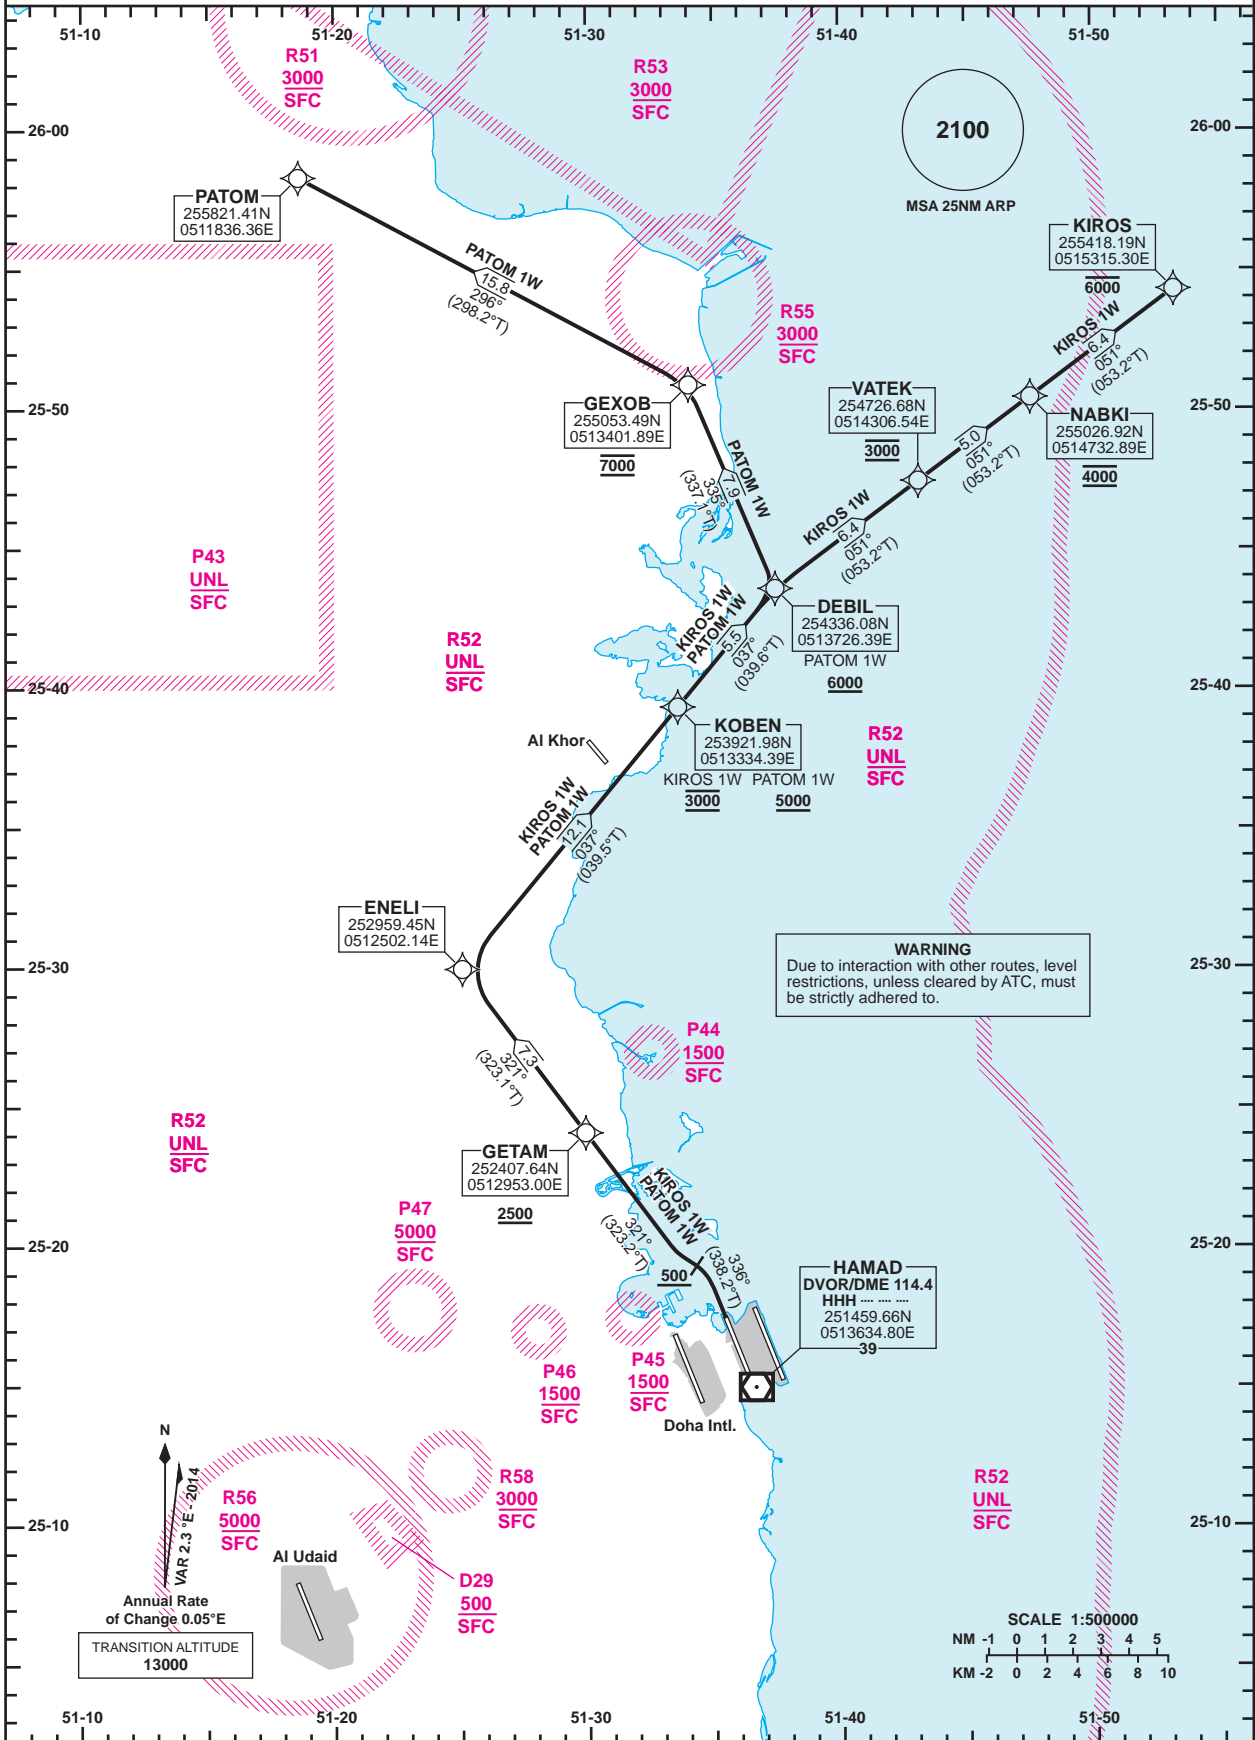 51-10
51-20
51-30
51-40
51-50
R51
3000
SFC
R53
3000
SFC
26-00
26-00
2100
MSA 25NM ARP
PATOM
255821.41N
0511836.36E
KIROS
255418.19N
0515315.30E
6000
PATOM 1W
15.8
296°
(298.2°T)
R55
3000
SFC
KIROS 1W
6.4
051°
(053.2°T)
25-50
25-50
GEXOB
255053.49N
0513401.89E
7000
VATEK
254726.68N
0514306.54E
3000
NABKI
255026.92N
0514732.89E
4000
5.0
051°
(053.2°T)
PATOM 1W
7.9
335°
(337.1°T)
KIROS 1W
6.4
051°
(053.2°T)
P43
UNL
SFC
DEBIL
254336.08N
0513726.39E
PATOM 1W
6000
KIROS 1W
PATOM 1W
5.5
037°
(039.6°T)
R52
UNL
SFC
25-40
25-40
KOBEN
253921.98N
0513334.39E
KIROS 1W PATOM 1W
3000 5000
Al Khor
R52
UNL
SFC
KIROS 1W
PATOM 1W
12.1
037°
(039.5°T)
ENELI
252959.45N
0512502.14E
25-30
25-30
WARNING
Due to interaction with other routes, level
restrictions, unless cleared by ATC, must
be strictly adhered to.
7.3
321°
(323.1°T)
P44
1500
SFC
R52
UNL
SFC
GETAM
252407.64N
0512953.00E
2500
KIROS 1W
PATOM 1W
321°
(323.2°T)
336°
(338.2°T)
500
P47
5000
SFC
25-20
25-20
HAMAD
DVOR/DME 114.4
HHH ···· ···· ····
251459.66N
0513634.80E
39
P46
1500
SFC
P45
1500
SFC
Doha Intl.
N
VAR 2.3 °E - 2014
Annual Rate
of Change 0.05°E
TRANSITION ALTITUDE
13000
R56
5000
SFC
R58
3000
SFC
R52
UNL
SFC
25-10
25-10
Al Udaid
D29
500
SFC
SCALE 1:500000
NM -1 0 1 2 3 4 5
KM -2 0 2 4 6 8 10
51-10
51-20
51-30
51-40
51-50